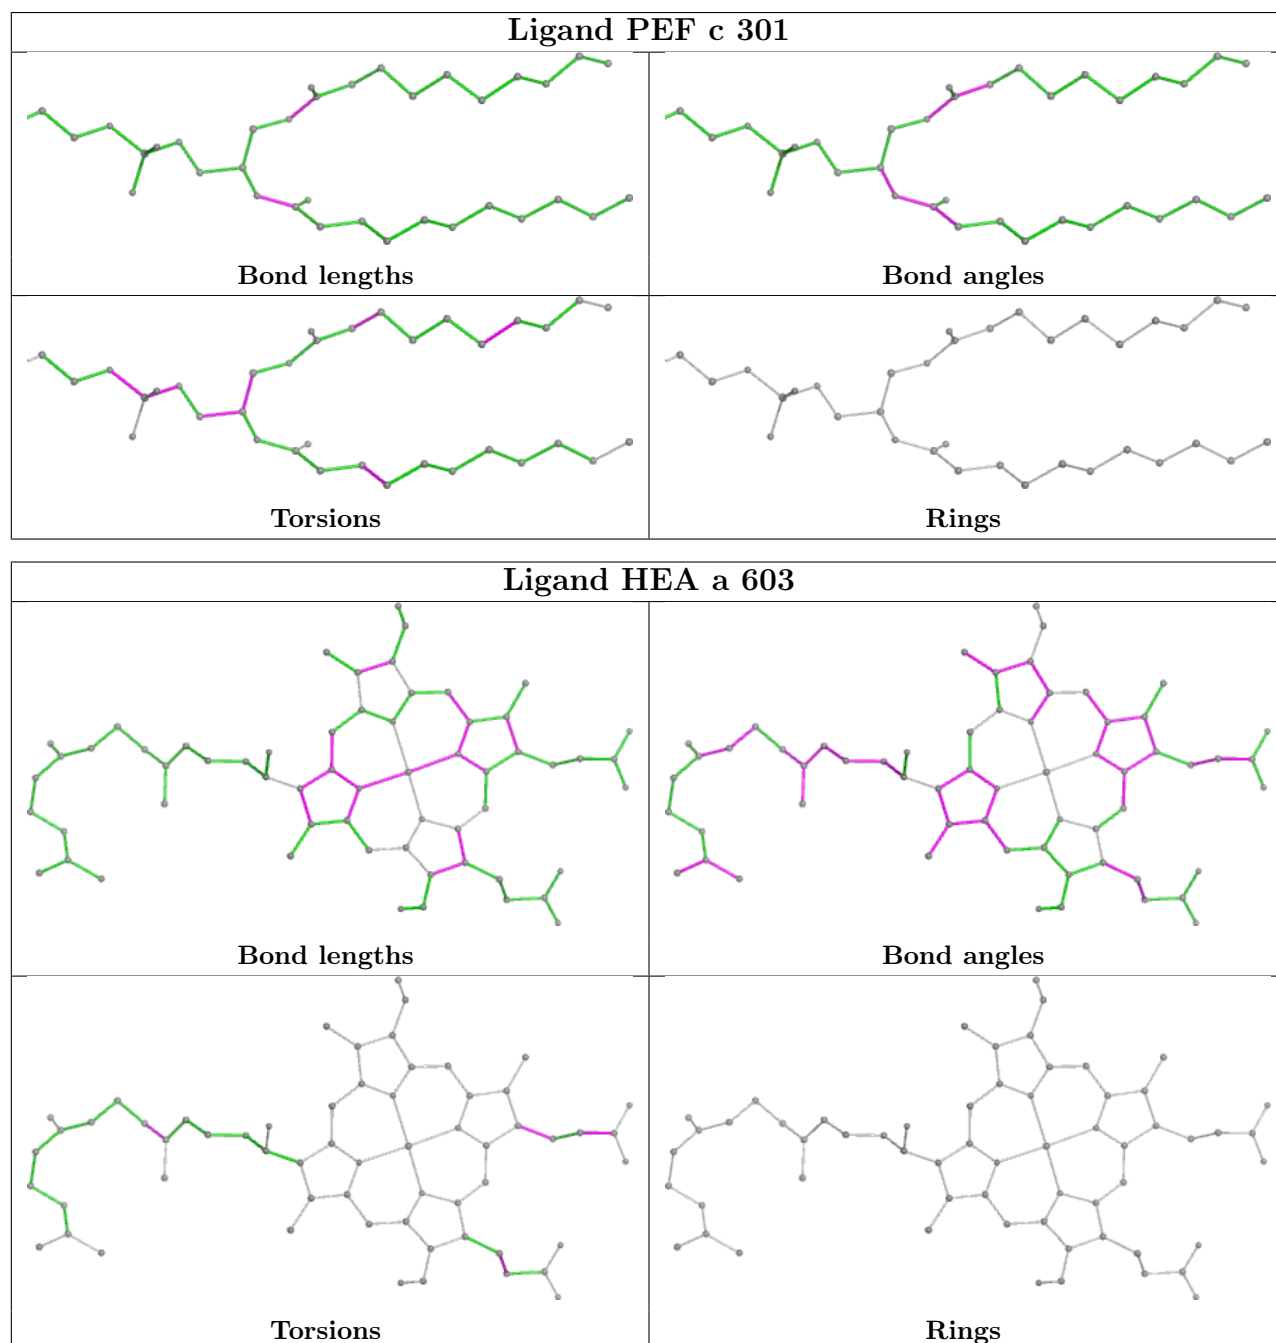 Ligand PEF c 301
Bond lengths
Bond angles
Torsions
Rings
Ligand HEA a 603
Bond lengths
Bond angles
Torsions
Rings